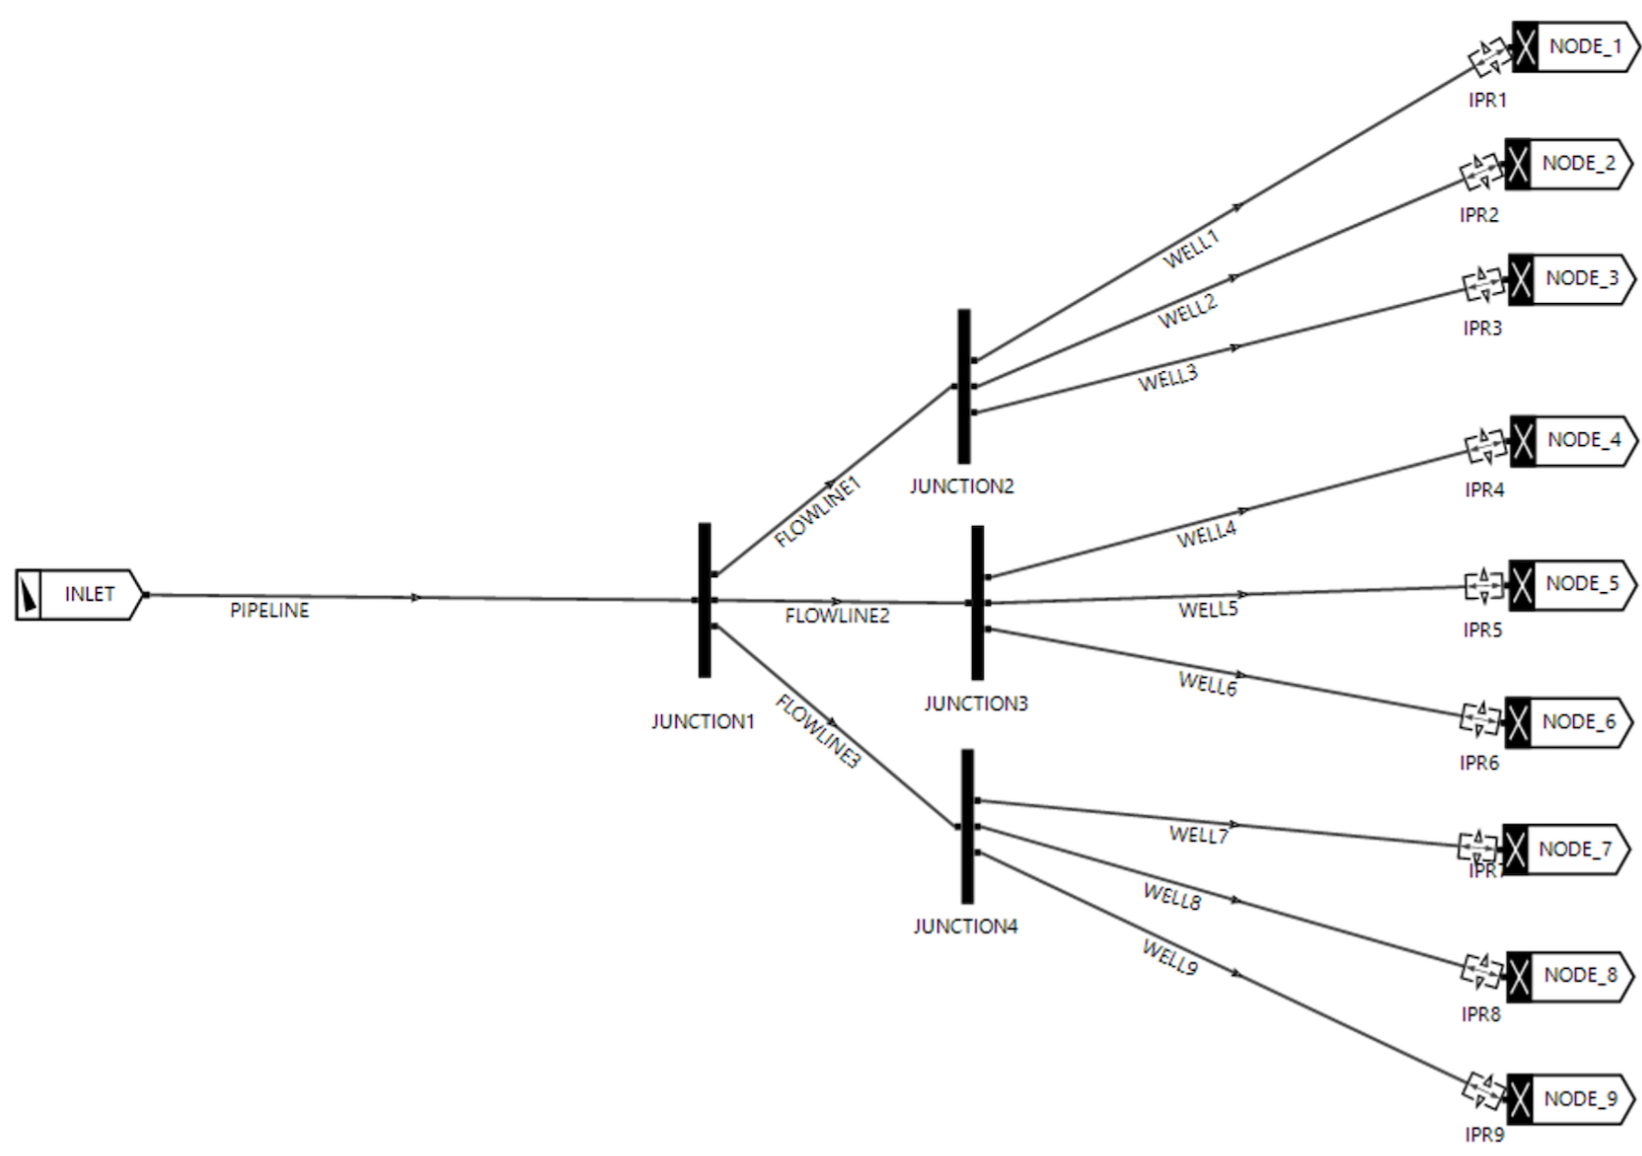 NODE_1
IPR1
NODE_2
IPR2
WELL1
NODE_3
IPR3
WELL2
WELL3
NODE_4
IPR4
JUNCTION2
FLOWLINE1
WELL4
INLET
PIPELINE
FLOWLINE2
WELL5
NODE_5
IPR5
WELL6
JUNCTION3
JUNCTION1
FLOWLINE3
NODE_6
IPR6
WELL7
NODE_7
IPR7
WELL8
JUNCTION4
WELL9
NODE_8
IPR8
NODE_9
IPR9